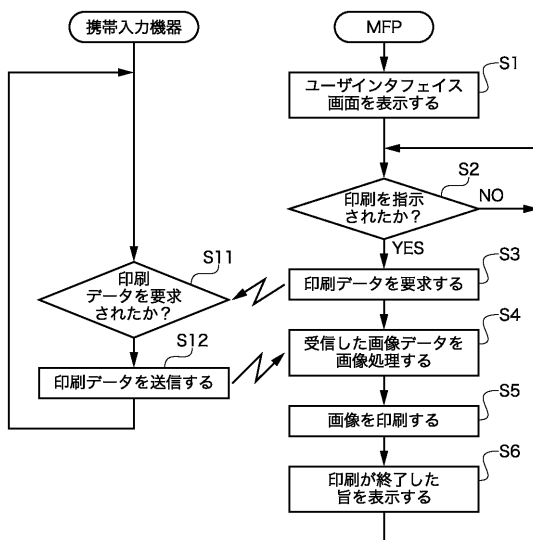 携帯入力機器
MFP
S1
ユーザインタフェイス
画面を表示する
S2
印刷を指示
されたか？
NO
YES
S11
印刷
データを要求
されたか？
S3
印刷データを要求する
S12
印刷データを送信する
S4
受信した画像データを
画像処理する
S5
画像を印刷する
S6
印刷が終了した
旨を表示する